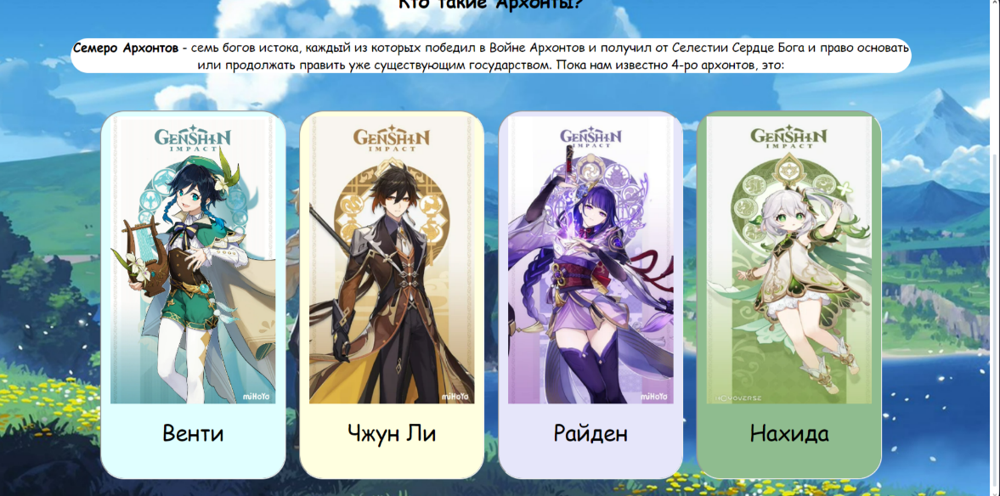 Кто такие Архонты?
Семеро Архонтов - семь богов истока, каждый из которых победил в Войне Архонтов и получил от Селестии Сердце Бога и право основать
или продолжать править уже существующим государством. Пока нам известно 4-ро архонтов, это:
GENSHIN
IMPACT
miHoYo
Венти
GENSHIN
IMPACT
miHoYo
Чжун Ли
GENSHIN
IMPACT
miHoYo
Райден
GENSHIN
IMPACT
HOYOVERSE
Нахида